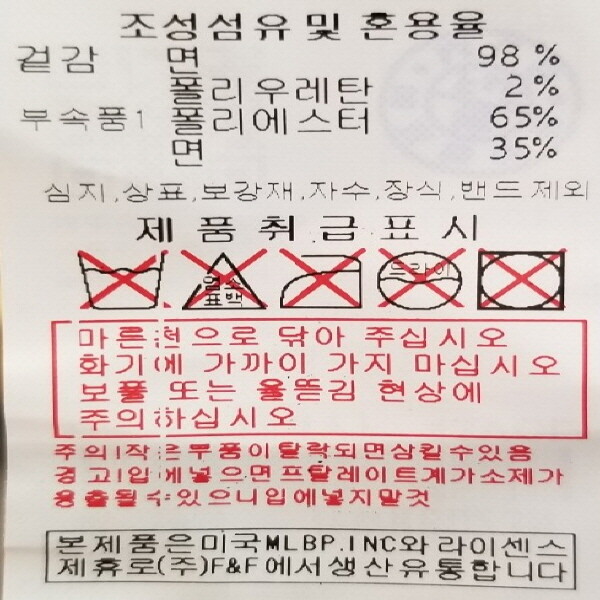 조성섬유및 혼용율
겉감 면 98 %
폴리우레탄 2 %
부속품1 폴리에스터 65%
면 35%
심지,상표,보강재,자수,장식,밴드제외
제품취급표시
염소표백 드라이
마른천으로 닦아 주십시오
화기에 가까이 가지 마십시오
보풀 또는 올뜯김 현상에
주의하십시오
주의!작은부품이탈락되면삼킬수있음
경고!입에넣으면프탈레이트계가소제가
용출될수있으니입에넣지말것
본제품은미국MLBP.INC와라이센스
제휴로(주)F&F에서생산유통합니다